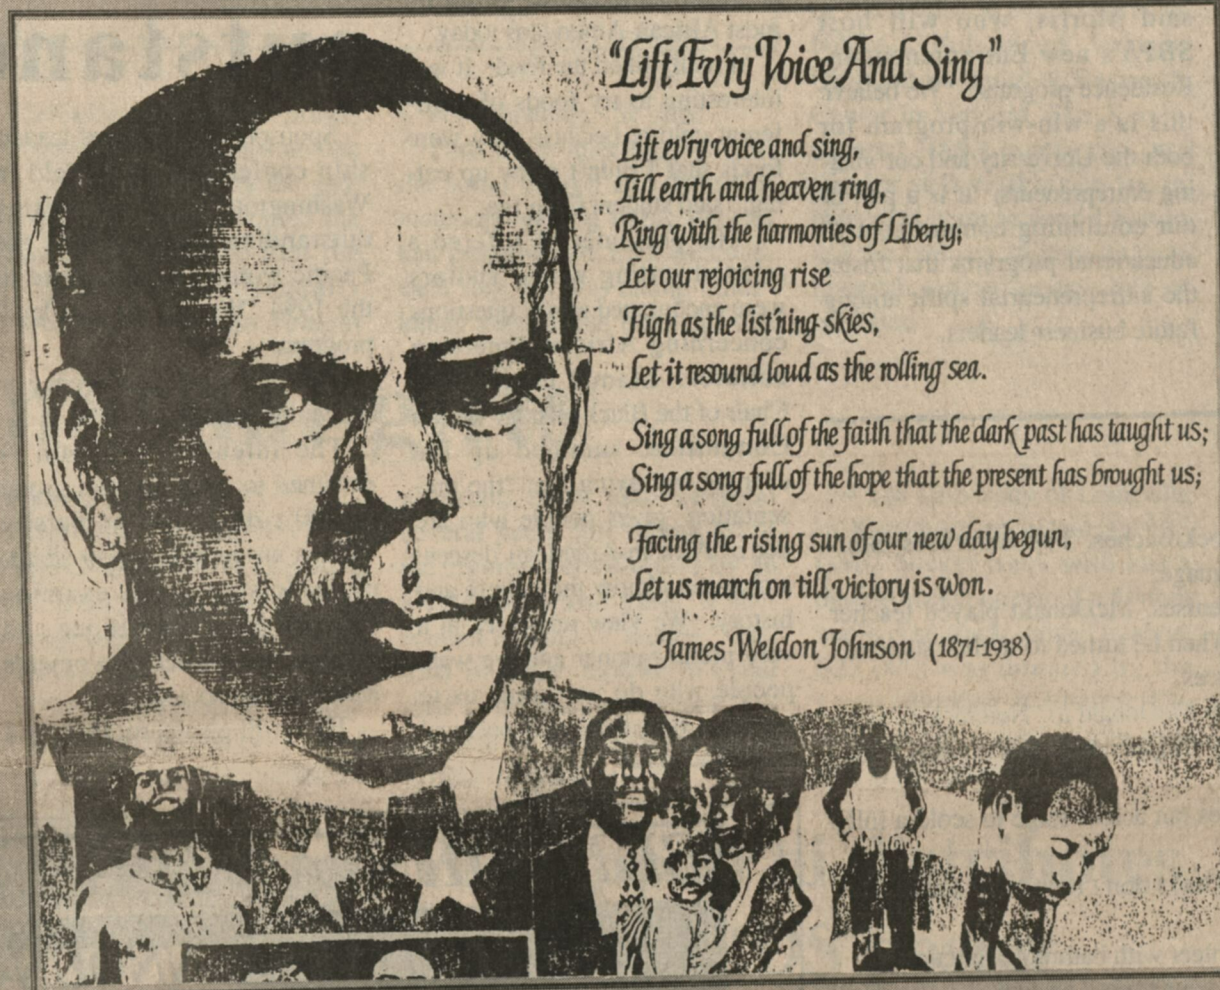 "Lift Ev'ry Voice And Sing"
Lift ev'ry voice and sing,
Till earth and heaven ring,
Ring with the harmonies of Liberty;
Let our rejoicing rise
High as the list'ning skies,
Let it resound loud as the rolling sea.
Sing a song full of the faith that the dark past has taught us;
Sing a song full of the hope that the present has brought us;
Facing the rising sun of our new day begun,
Let us march on till victory is won.
James Weldon Johnson (1871-1938)